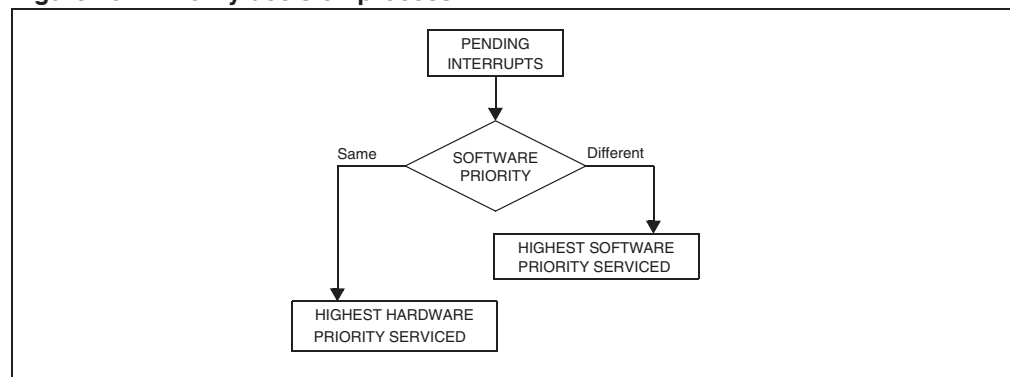 PENDING
INTERRUPTS
Same
SOFTWARE
PRIORITY
Different
HIGHEST SOFTWARE
PRIORITY SERVICED
HIGHEST HARDWARE
PRIORITY SERVICED